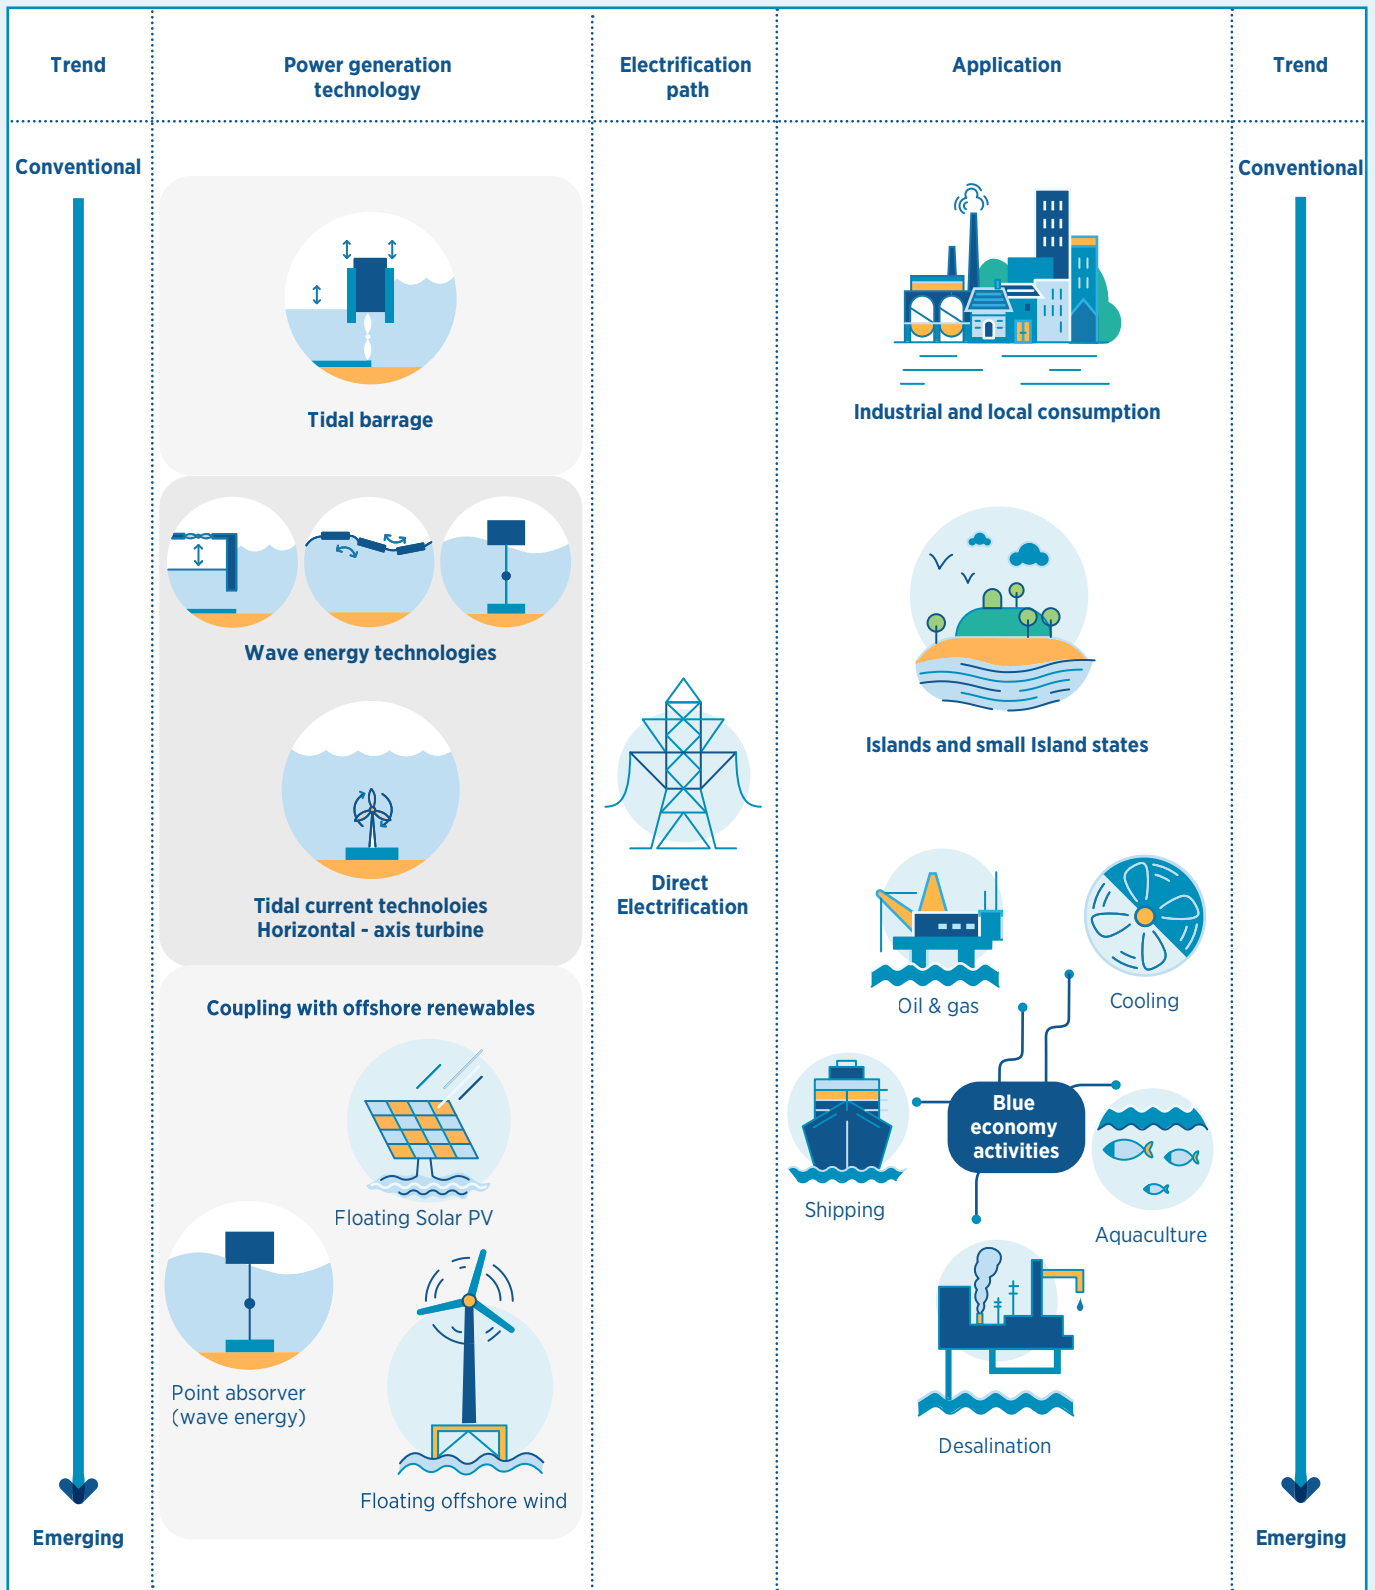 Trend
Power generation
technology
Electrification
path
Application
Trend
Conventional
Conventional
Tidal barrage
Industrial and local consumption
Wave energy technologies
Islands and small Island states
Tidal current technoloies
Horizontal - axis turbine
Direct
Electrification
Coupling with offshore renewables
Floating Solar PV
Point absorver
(wave energy)
Floating offshore wind
Oil & gas
Cooling
Blue
economy
activities
Shipping
Aquaculture
Desalination
Emerging
Emerging